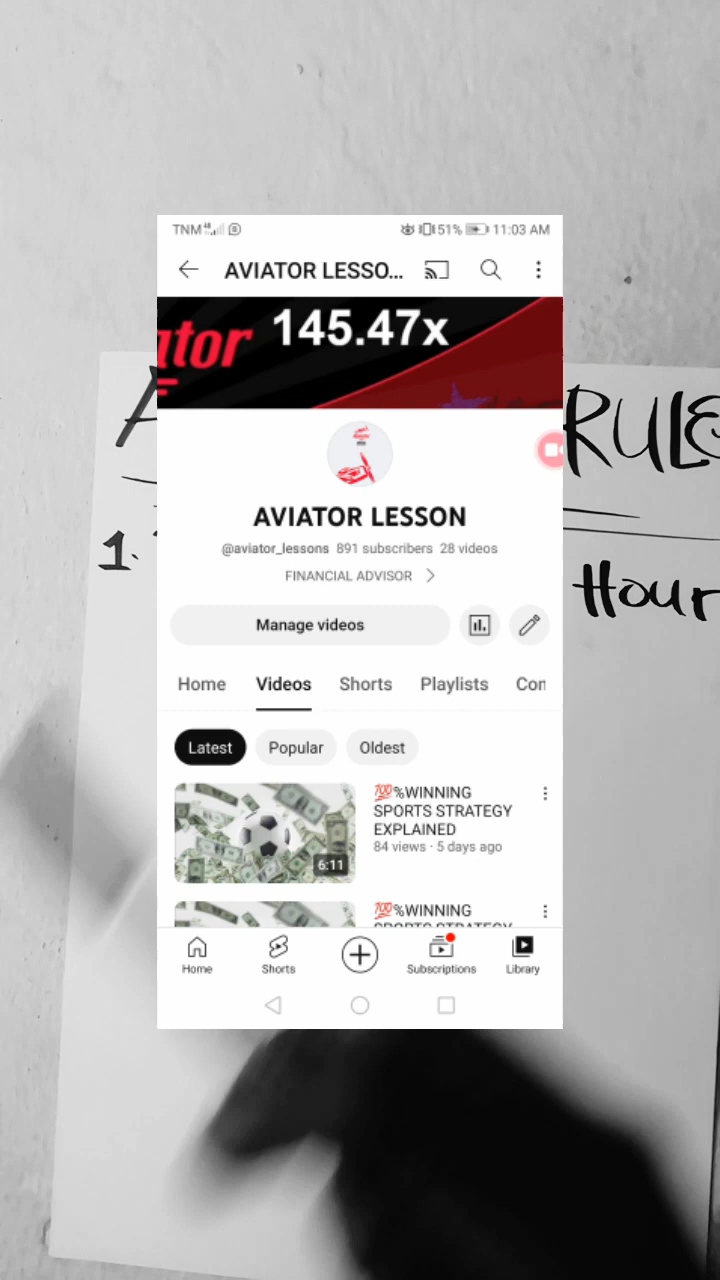 TNM 51% 11:03 AM
AVIATOR LESSO...
ator 145.47x
RULE
1.
Hour
AVIATOR LESSON
@aviator_lessons 891 subscribers 28 videos
FINANCIAL ADVISOR
Manage videos
Home Videos Shorts Playlists Con
Latest Popular Oldest
💯%WINNING
SPORTS STRATEGY
EXPLAINED
84 views · 5 days ago
6:11
💯%WINNING
SPORTS STRATEGY
Home Shorts Subscriptions Library